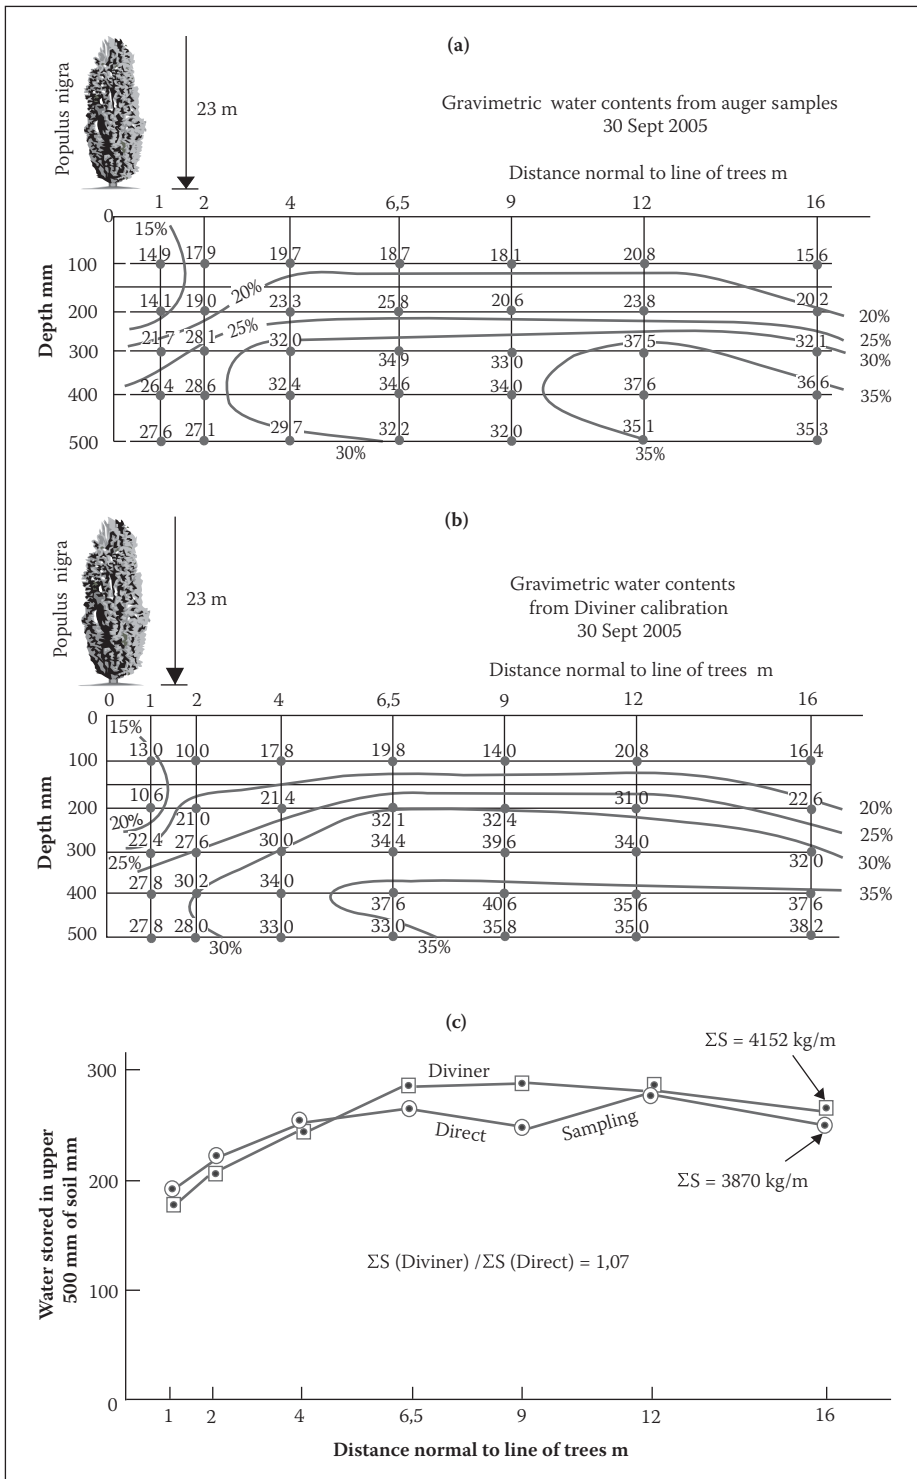 (a)
Populus nigra
23 m
Gravimetric water contents from auger samples
30 Sept 2005
Distance normal to line of trees m
1 2 4 6,5 9 12 16
Depth mm
0
15%
14.9 17.9 19.7 18.7 18.1 20.8 15.6
100
20%
14.1 19.0 23.3 25.8 20.6 23.8 20.2
200
20%
25%
21.7 28.1 32.0 37.5 32.1
25%
300
34.9 33.0
30%
26.4 28.6 32.4 34.6 34.0 37.6 36.6
400
35%
27.6 27.1 29.7 32.2 32.0 35.1 35.3
500
30% 35%
(b)
Populus nigra
23 m
Gravimetric water contents
from Diviner calibration
30 Sept 2005
Distance normal to line of trees m
0 1 2 4 6,5 9 12 16
Depth mm
0
15%
13.0 10.0 17.8 19.8 14.0 20.8 16.4
100
10.6 21.4 31.0 22.6
200
20%
20% 21.0 32.1 32.4
25%
22.4 27.6 30.0 34.4 39.6 34.0
300
25% 32.0
30%
27.8 30.2 34.0
400
35%
37.6 40.6 35.6 37.6
27.8 28.0 33.0 33.0 35.8 35.0 38.2
500
30% 35%
(c)
ΣS = 4152 kg/m
300
Diviner
Direct Sampling
ΣS = 3870 kg/m
200
Water stored in upper
500 mm of soil mm
ΣS (Diviner) /ΣS (Direct) = 1,07
100
0
1 2 4 6,5 9 12 16
Distance normal to line of trees m